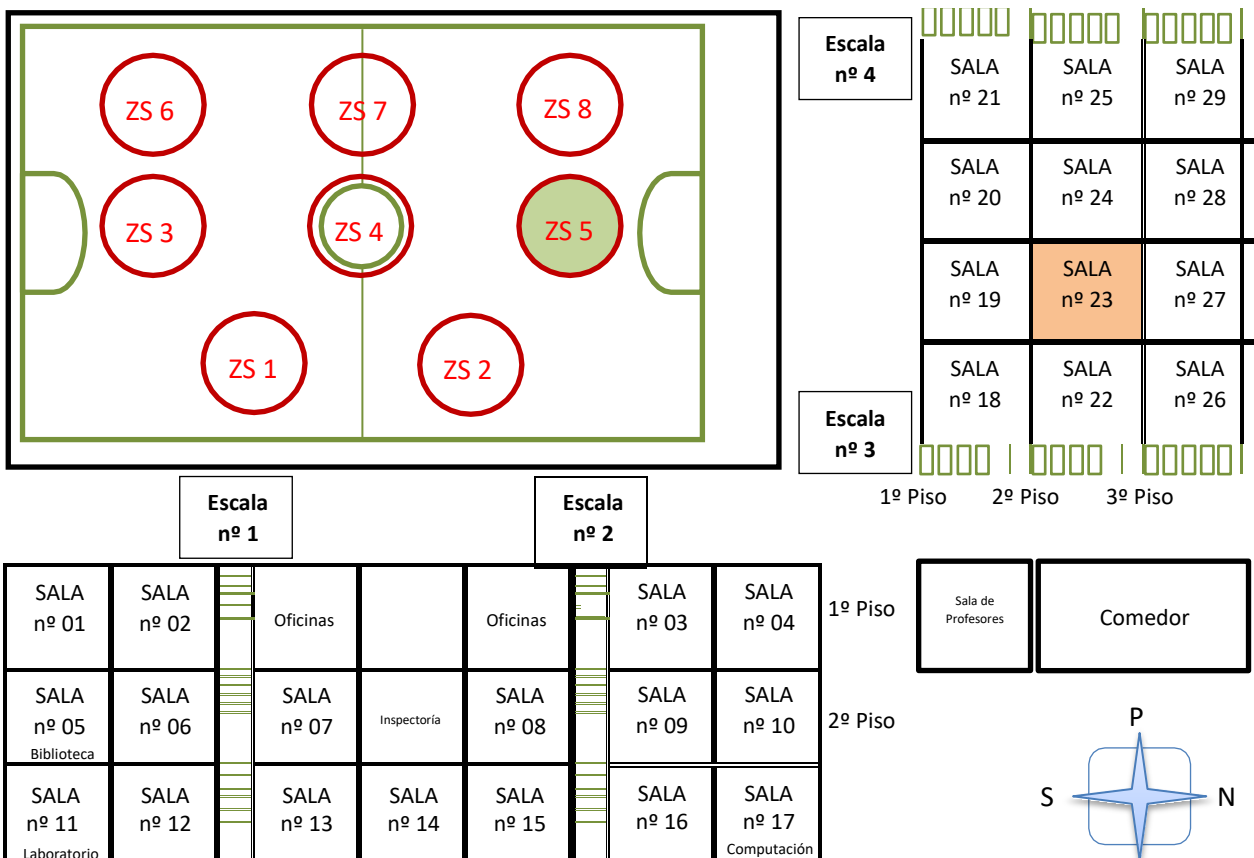 ZS 6
ZS 7
ZS 8
ZS 3
ZS 4
ZS 5
ZS 1
ZS 2
Escala
nº 4
SALA
nº 21
SALA
nº 25
SALA
nº 29
SALA
nº 20
SALA
nº 24
SALA
nº 28
SALA
nº 19
SALA
nº 23
SALA
nº 27
Escala
nº 3
SALA
nº 18
SALA
nº 22
SALA
nº 26
1º Piso
2º Piso
3º Piso
Escala
nº 1
Escala
nº 2
SALA
nº 01
SALA
nº 02
Oficinas
Oficinas
SALA
nº 03
SALA
nº 04
1º Piso
Sala de
Profesores
Comedor
SALA
nº 05
Biblioteca
SALA
nº 06
SALA
nº 07
Inspectoría
SALA
nº 08
SALA
nº 09
SALA
nº 10
2º Piso
SALA
nº 11
Laboratorio
SALA
nº 12
SALA
nº 13
SALA
nº 14
SALA
nº 15
SALA
nº 16
SALA
nº 17
Computación
P
S
N